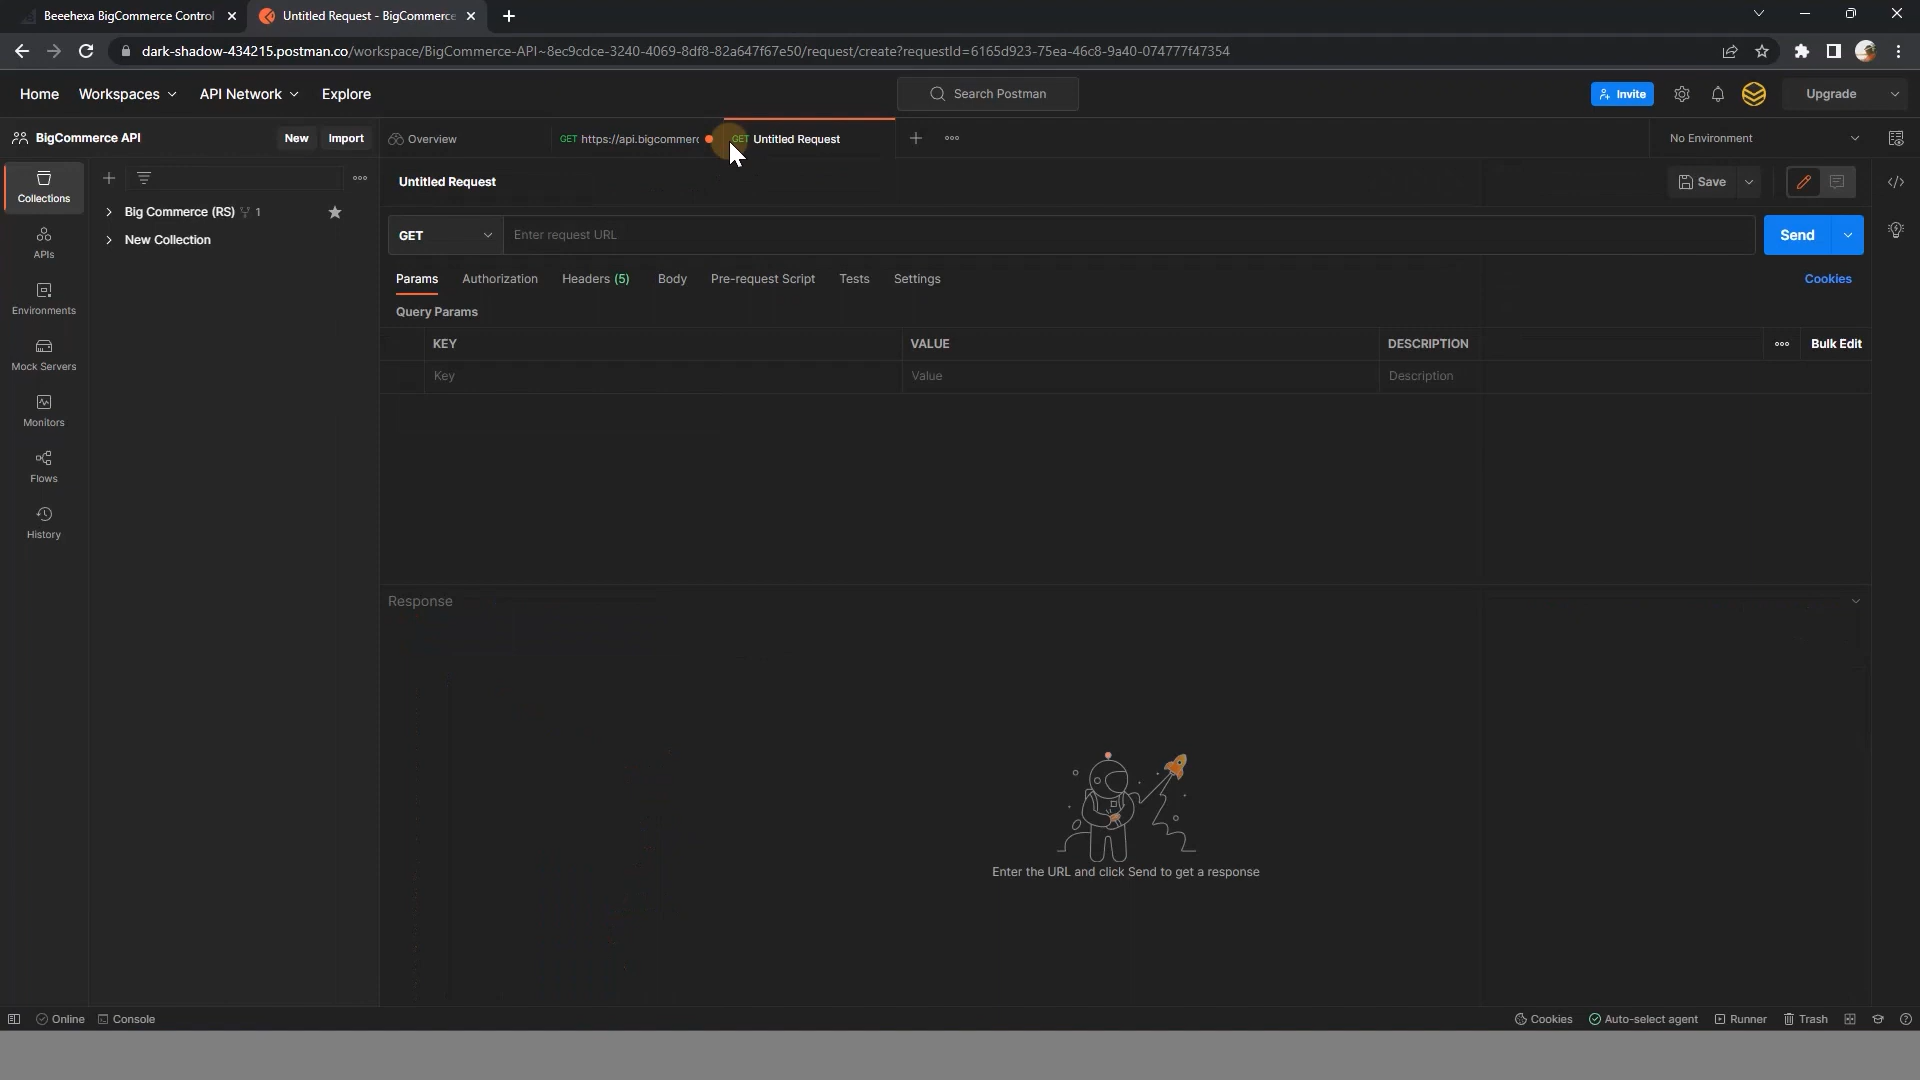 Beeehexa BigCommerce Control
Untitled Request - BigCommerce
dark-shadow-434215.postman.co/workspace/BigCommerce-API~8ec9cdce-3240-4069-8df8-82a647f67e50/request/create?requestId=6165d923-75ea-46c8-9a40-074777f47354
Home Workspaces API Network Explore
Search Postman
Invite
Upgrade
BigCommerce API
New Import
Overview
GET https://api.bigcommerc
GET Untitled Request
No Environment
Collections
APIs
Environments
Mock Servers
Monitors
Flows
History
Big Commerce (RS) 1
New Collection
Untitled Request
Save
GET
Enter request URL
Send
Params Authorization Headers (5) Body Pre-request Script Tests Settings
Cookies
Query Params
KEY VALUE DESCRIPTION
Bulk Edit
Key Value Description
Response
Enter the URL and click Send to get a response
Online Console
Cookies Auto-select agent Runner Trash